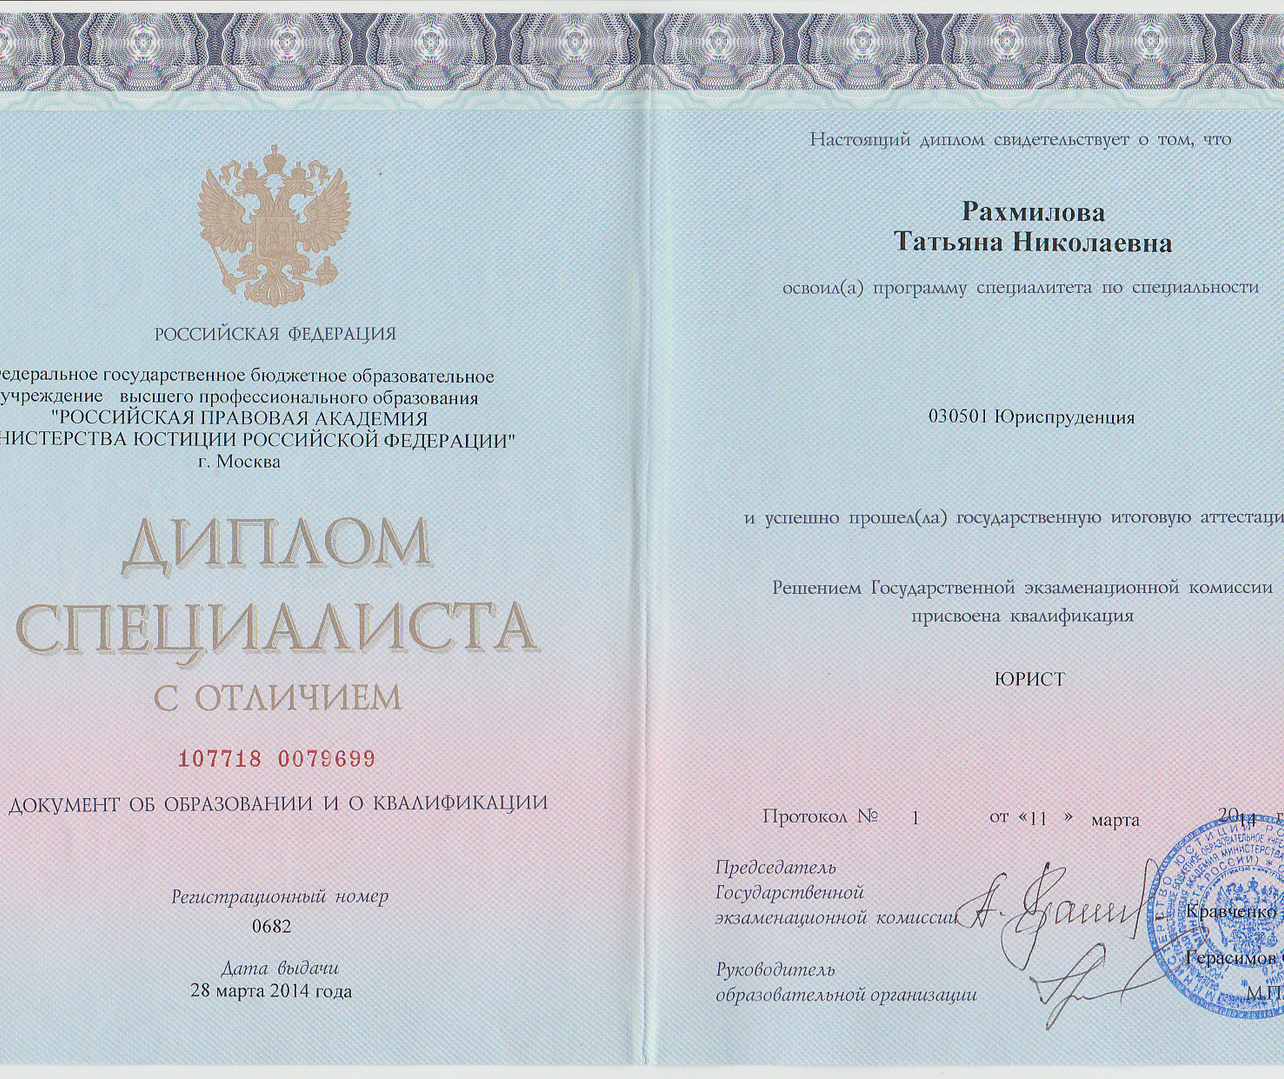 РОССИЙСКАЯ ФЕДЕРАЦИЯ
едеральное государственное бюджетное образовательное
учреждение высшего профессионального образования
"РОССИЙСКАЯ ПРАВОВАЯ АКАДЕМИЯ
НИСТЕРСТВА ЮСТИЦИИ РОССИЙСКОЙ ФЕДЕРАЦИИ"
г. Москва
ДИПЛОМ
СПЕЦИАЛИСТА
С ОТЛИЧИЕМ
107718 0079699
ДОКУМЕНТ ОБ ОБРАЗОВАНИИ И О КВАЛИФИКАЦИИ
Регистрационный номер
0682
Дата выдачи
28 марта 2014 года
Настоящий диплом свидетельствует о том, что
Рахмилова
Татьяна Николаевна
освоил(а) программу специалитета по специальности
030501 Юриспруденция
и успешно прошел(ла) государственную итоговую аттестаци
Решением Государственной экзаменационной комиссии
присвоена квалификация
ЮРИСТ
Протокол № 1 от «11 » марта 2014 г
Председатель
Государственной
экзаменационной комиссии
Кравченко
Руководитель
образовательной организации
Герасимов
М.П.